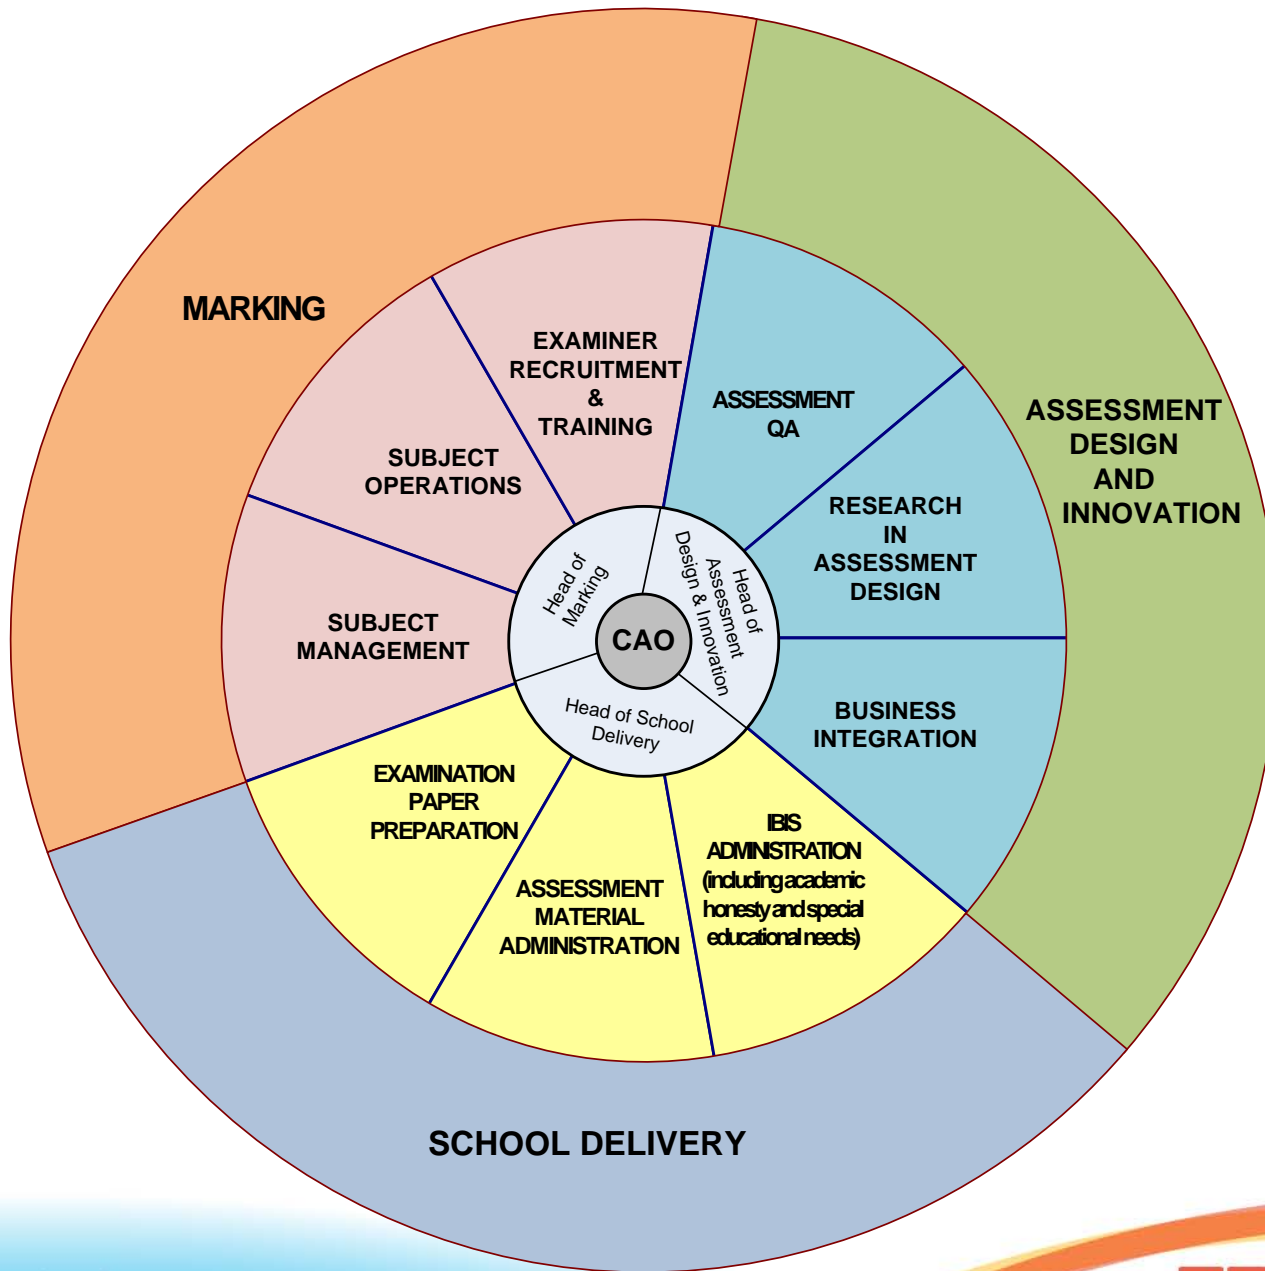 MARKING
EXAMINER
RECRUITMENT
&
TRAINING
SUBJECT
OPERATIONS
SUBJECT
MANAGEMENT
ASSESSMENT
QA
RESEARCH
IN
ASSESSMENT
DESIGN
BUSINESS
INTEGRATION
ASSESSMENT
DESIGN
AND
INNOVATION
Head of
Marking
Head of
Assessment
Design & Innovation
CAO
Head of School
Delivery
EXAMINATION
PAPER
PREPARATION
ASSESSMENT
MATERIAL
ADMINISTRATION
IBIS
ADMINISTRATION
(including academic
honesty and special
educational needs)
SCHOOL DELIVERY